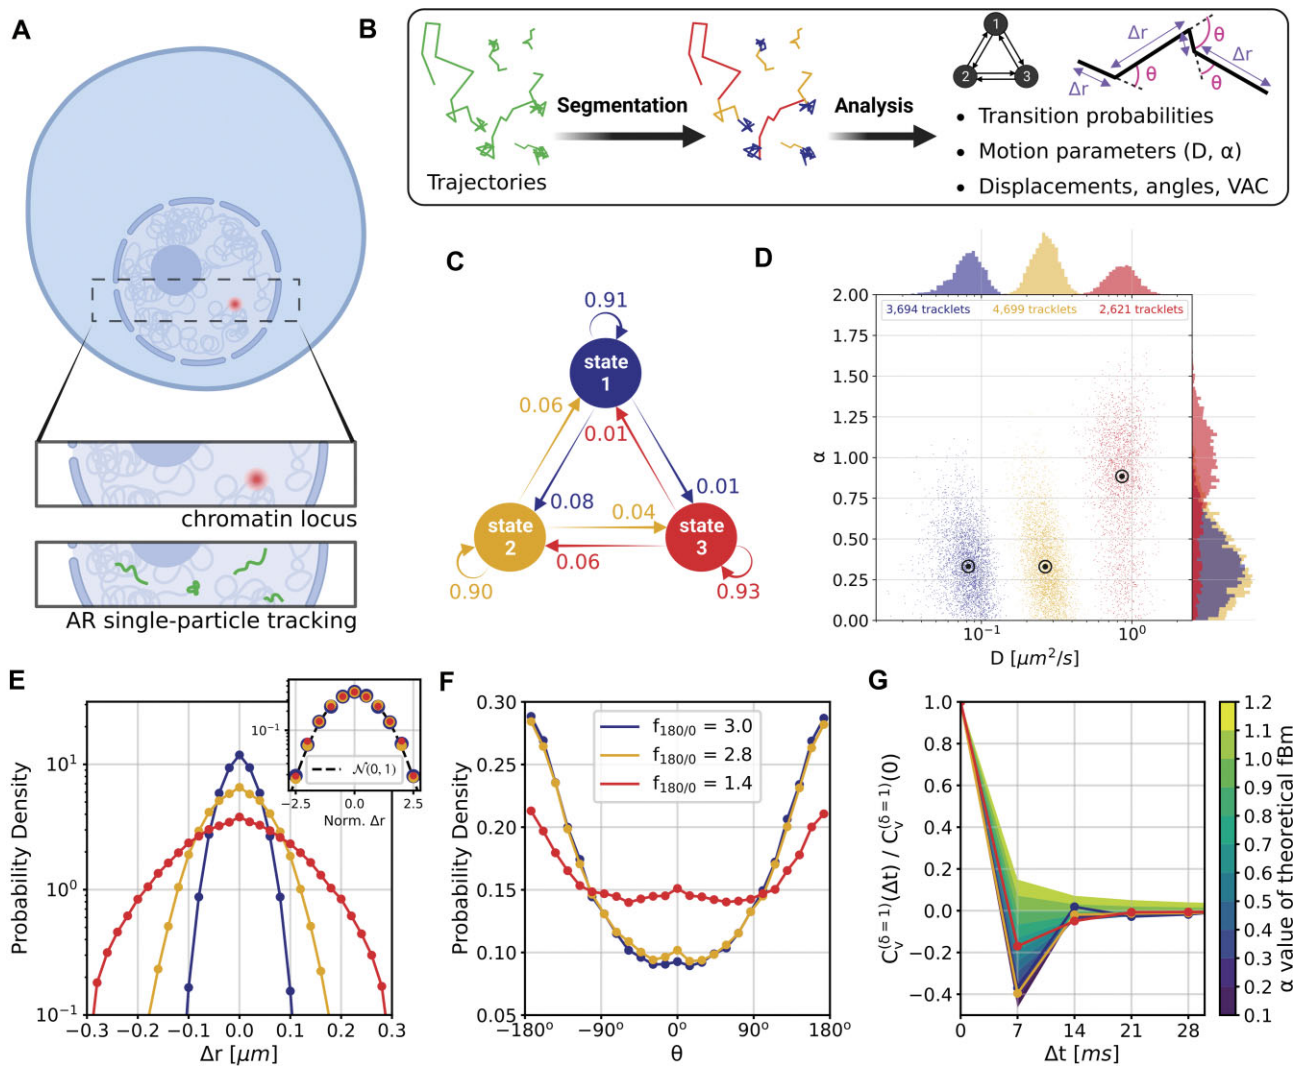 A
chromatin locus
AR single-particle tracking
B
Trajectories
Segmentation
Analysis
1
2
3
Δr
θ
Δr
θ
θ
Δr
• Transition probabilities
• Motion parameters (D, α)
• Displacements, angles, VAC
C
0.91
state
1
0.06
0.01
0.08
0.01
state
2
0.04
state
3
0.06
0.90
0.93
D
3,694 tracklets
4,699 tracklets
2,621 tracklets
2.00
1.75
1.50
1.25
1.00
0.75
0.50
0.25
0.00
α
10⁻¹
10⁰
D [μm²/s]
E
Probability Density
10¹
10⁰
10⁻¹
−0.3
−0.2
−0.1
0.0
0.1
0.2
0.3
Δr [μm]
10⁻¹
𝒩(0, 1)
−2.5
0.0
2.5
Norm. Δr
F
Probability Density
0.30
0.25
0.20
0.15
0.10
0.05
f₁₈₀/₀ = 3.0
f₁₈₀/₀ = 2.8
f₁₈₀/₀ = 1.4
−180°
−90°
0°
90°
180°
θ
G
Cᵥ^(δ = 1)(Δt) / Cᵥ^(δ = 1)(0)
1.0
0.8
0.6
0.4
0.2
0.0
−0.2
−0.4
0
7
14
21
28
Δt [ms]
1.2
1.1
1.0
0.9
0.8
0.7
0.6
0.5
0.4
0.3
0.2
0.1
α value of theoretical fBm